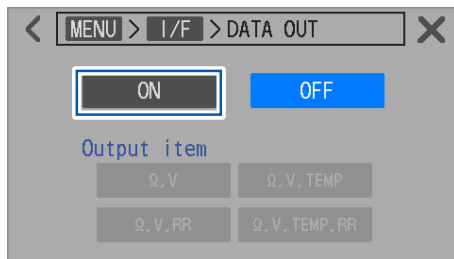 MENU > I/F > DATA OUT
ON OFF
Output item
Ω,V Ω,V,TEMP
Ω,V,RR Ω,V,TEMP,RR